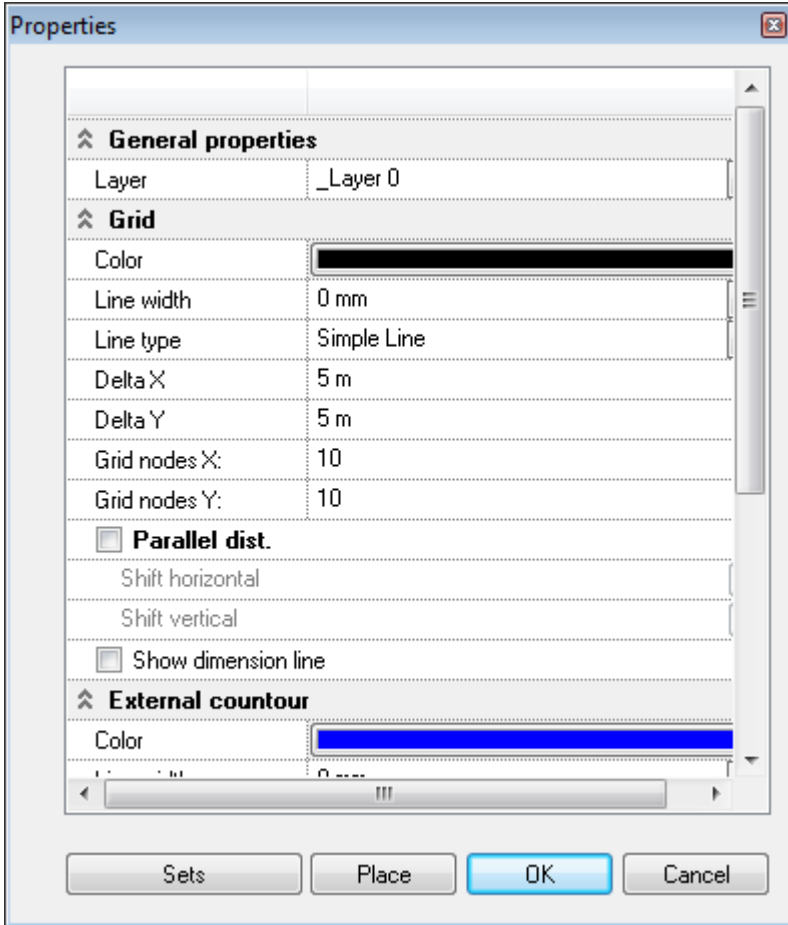 Properties
General properties
Layer _Layer 0
Grid
Color
Line width 0 mm
Line type Simple Line
Delta X 5 m
Delta Y 5 m
Grid nodes X: 10
Grid nodes Y: 10
Parallel dist.
Shift horizontal
Shift vertical
Show dimension line
External countour
Color
Sets Place OK Cancel